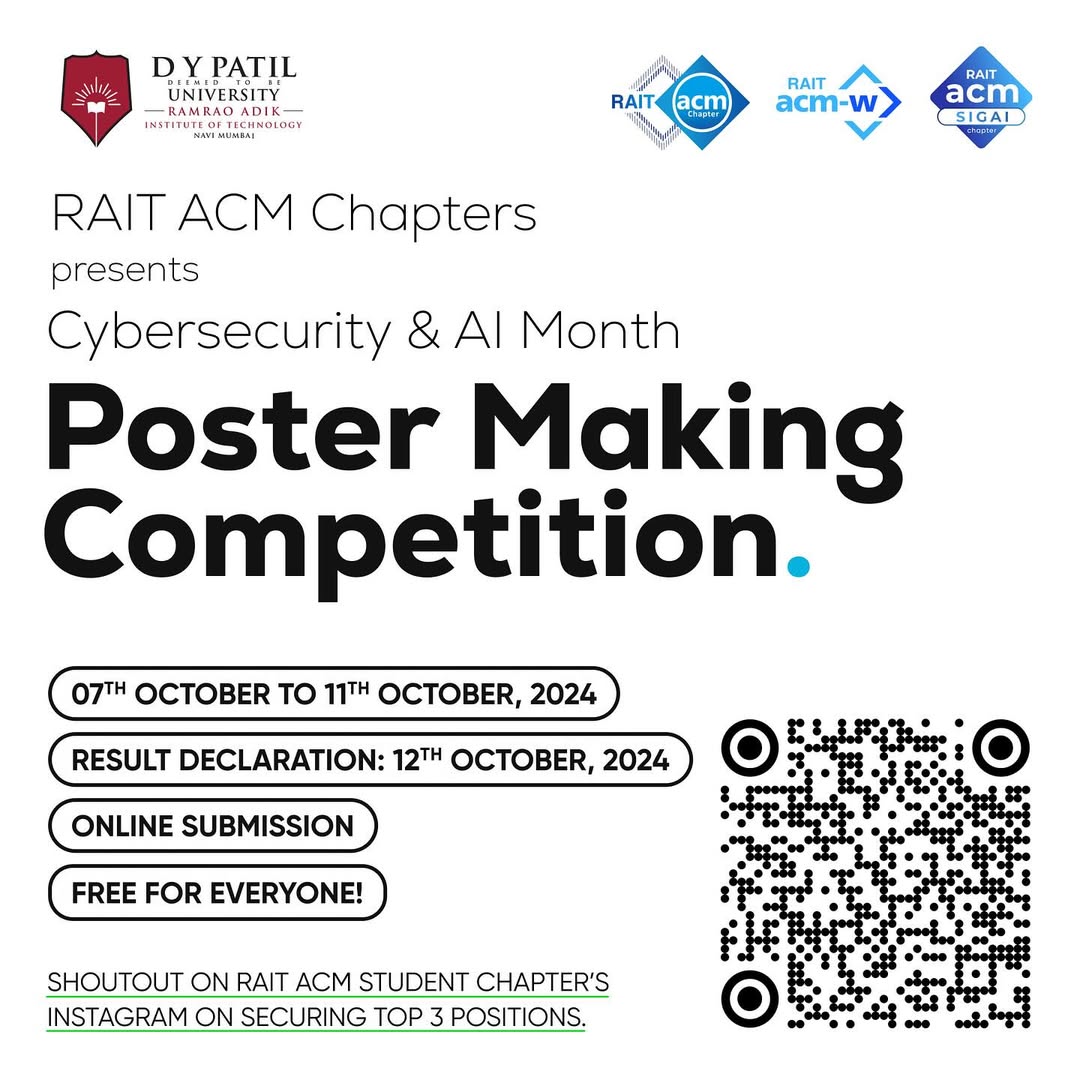 D Y PATIL
DEEMED TO BE
UNIVERSITY
RAMRAO ADIK
INSTITUTE OF TECHNOLOGY
NAVI MUMBAI
RAIT acm Chapter
RAIT
acm-w
RAIT
acm
SIGAI
chapter
RAIT ACM Chapters
presents
Cybersecurity & AI Month
Poster Making
Competition.
07TH OCTOBER TO 11TH OCTOBER, 2024
RESULT DECLARATION: 12TH OCTOBER, 2024
ONLINE SUBMISSION
FREE FOR EVERYONE!
SHOUTOUT ON RAIT ACM STUDENT CHAPTER'S
INSTAGRAM ON SECURING TOP 3 POSITIONS.